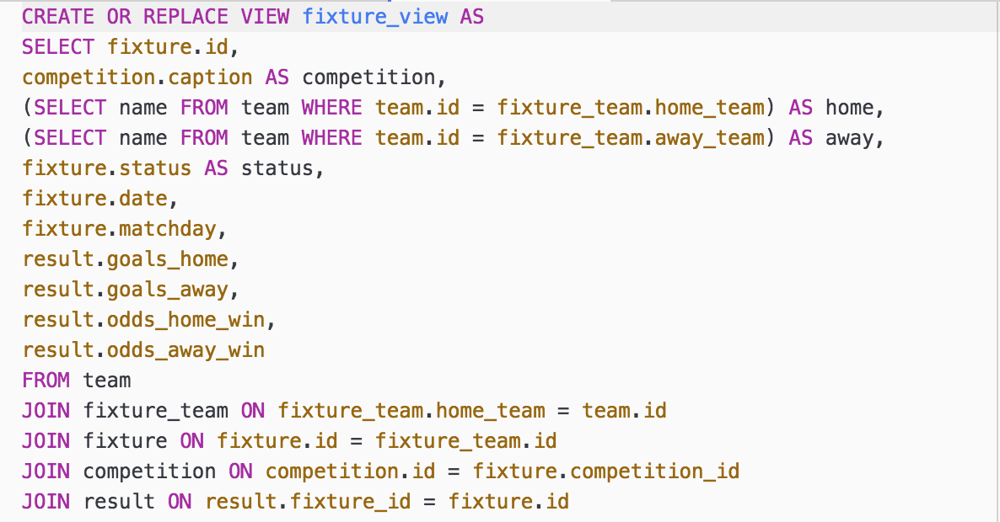 CREATE OR REPLACE VIEW fixture_view AS
SELECT fixture.id,
competition.caption AS competition,
(SELECT name FROM team WHERE team.id = fixture_team.home_team) AS home,
(SELECT name FROM team WHERE team.id = fixture_team.away_team) AS away,
fixture.status AS status,
fixture.date,
fixture.matchday,
result.goals_home,
result.goals_away,
result.odds_home_win,
result.odds_away_win
FROM team
JOIN fixture_team ON fixture_team.home_team = team.id
JOIN fixture ON fixture.id = fixture_team.id
JOIN competition ON competition.id = fixture.competition_id
JOIN result ON result.fixture_id = fixture.id